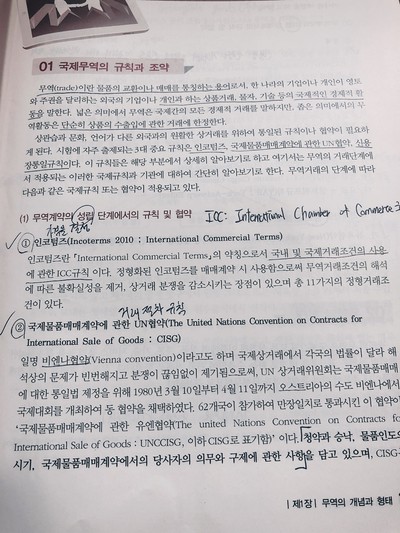 01 국제무역의 규칙과 조약
무역(trade)이란 물품의 교환이나 매매를 통칭하는 용어로서, 한 나라의 기업이나 개인이 영토
와 주권을 달리하는 외국의 기업이나 개인과 하는 상품거래, 물자, 기술 등의 국제적인 경제적 활
동을 말한다. 넓은 의미에서 무역은 국제간의 모든 경제적 거래를 말하지만, 좁은 의미에서의 무
역활동은 단순히 상품의 수출입에 관한 거래에 한정한다.
상관습과 문화, 언어가 다른 외국과의 원활한 상거래를 위하여 통일된 규칙이나 협약이 필요하
게 된다. 시험에 자주 출제되는 3대 중요 규칙은 인코텀즈, 국제물품매매계약에 관한 UN협약, 신용
장통일규칙이다. 이 규칙들은 해당 부분에서 상세히 알아보기로 하고 여기서는 무역의 거래단계에
서 적용되는 이러한 국제규칙과 기관에 대하여 간단히 알아보기로 한다. 무역거래의 단계에 따라
다음과 같은 국제규칙 또는 협약이 적용되고 있다.
(1) 무역계약의 성립 단계에서의 규칙 및 협약
ICC: International Chamber of Commerce
① 인코텀즈(Incoterms 2010 ; International Commercial Terms)
인코텀즈란 「International Commercial Terms」의 약칭으로서 국내 및 국제거래조건의 사용
에 관한 ICC규칙이다. 정형화된 인코텀즈를 매매계약 시 사용함으로써 무역거래조건의 해석
에 따른 불확실성을 제거, 상거래 분쟁을 감소시키는 장점이 있으며 총 11가지의 정형거래조
건이 있다.
거래 절차 규칙
② 국제물품매매계약에 관한 UN협약(The United Nations Convention on Contracts for
International Sale of Goods : CISG)
일명 비엔나협약(Vienna convention)이라고도 하며 국제상거래에서 각국의 법률이 달라 해
석상의 문제가 빈번해지고 분쟁이 끊임없이 제기됨으로써, UN 상거래위원회는 국제물품매매
에 대한 통일법 제정을 위해 1980년 3월 10일부터 4월 11일까지 오스트리아의 수도 비엔나에서
국제대회를 개최하여 동 협약을 채택하였다. 62개국이 참가하여 만장일치로 통과시킨 이 협약이
'국제물품매매계약에 관한 유엔협약(The united Nations Convention on Contracts for
International Sale of Goods : UNCCISG, 이하 CISG로 표기함)' 이다. 청약과 승낙, 물품인도의
시기, 국제물품매매계약에서의 당사자의 의무와 구제에 관한 사항을 담고 있으며, CISG
제1장 | 무역의 개념과 형태